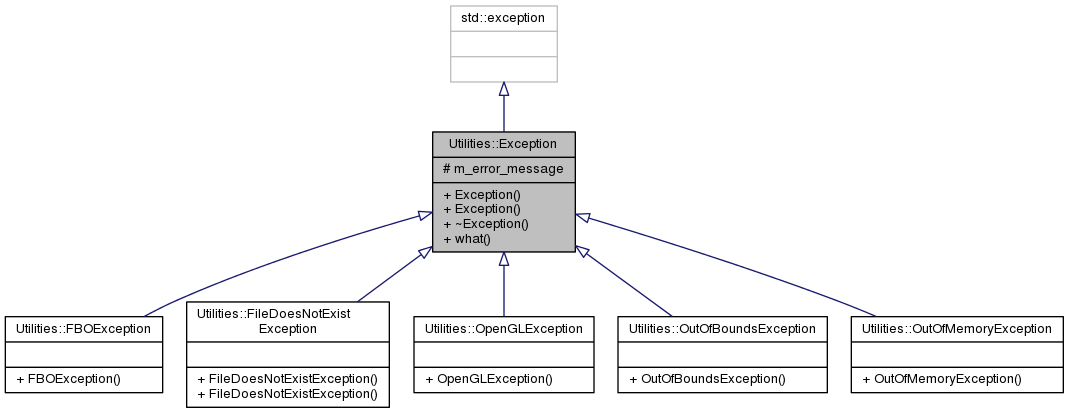 std::exception
Utilities::Exception
# m_error_message
+ Exception()
+ Exception()
+ ~Exception()
+ what()
Utilities::FBOException
+ FBOException()
Utilities::FileDoesNotExist
Exception
+ FileDoesNotExistException()
+ FileDoesNotExistException()
Utilities::OpenGLException
+ OpenGLException()
Utilities::OutOfBoundsException
+ OutOfBoundsException()
Utilities::OutOfMemoryException
+ OutOfMemoryException()